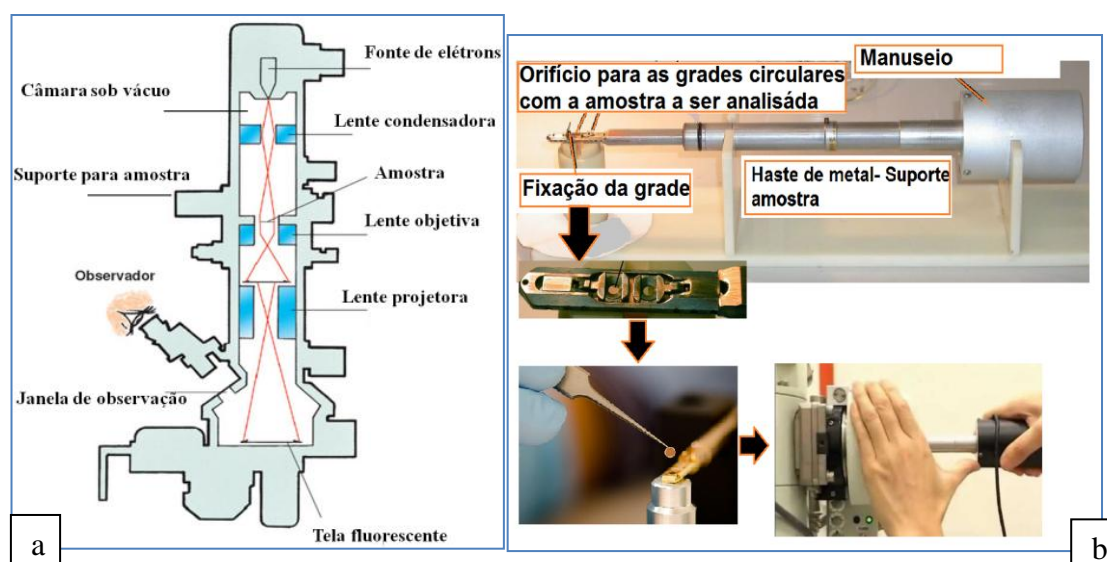 Fonte de elétrons
Câmara sob vácuo
Lente condensadora
Suporte para amostra
Amostra
Lente objetiva
Observador
Lente projetora
Janela de observação
Tela fluorescente
a
Manuseio
Orifício para as grades circulares
com a amostra a ser analisáda
Fixação da grade
Haste de metal- Suporte
amostra
b